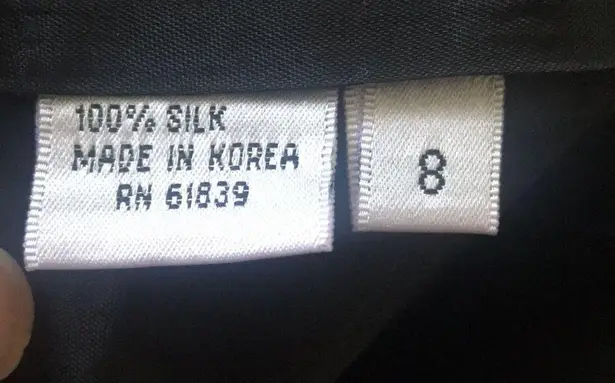 100% SILK
MADE IN KOREA
RN 61839
8